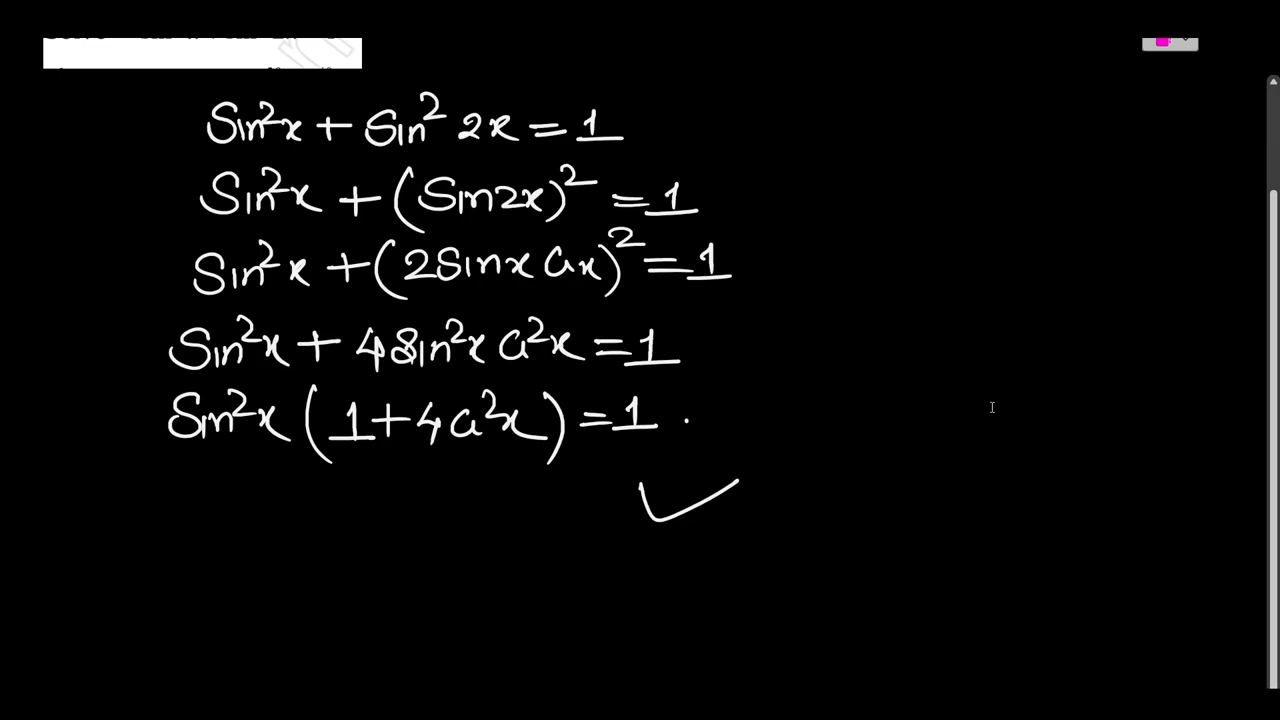 Sin²x + Sin² 2x = 1
Sin²x + (Sin2x)² = 1
Sin²x + (2Sinx Cosx)² = 1
Sin²x + 4Sin²x Cos²x = 1
Sin²x (1 + 4Cos²x) = 1 .